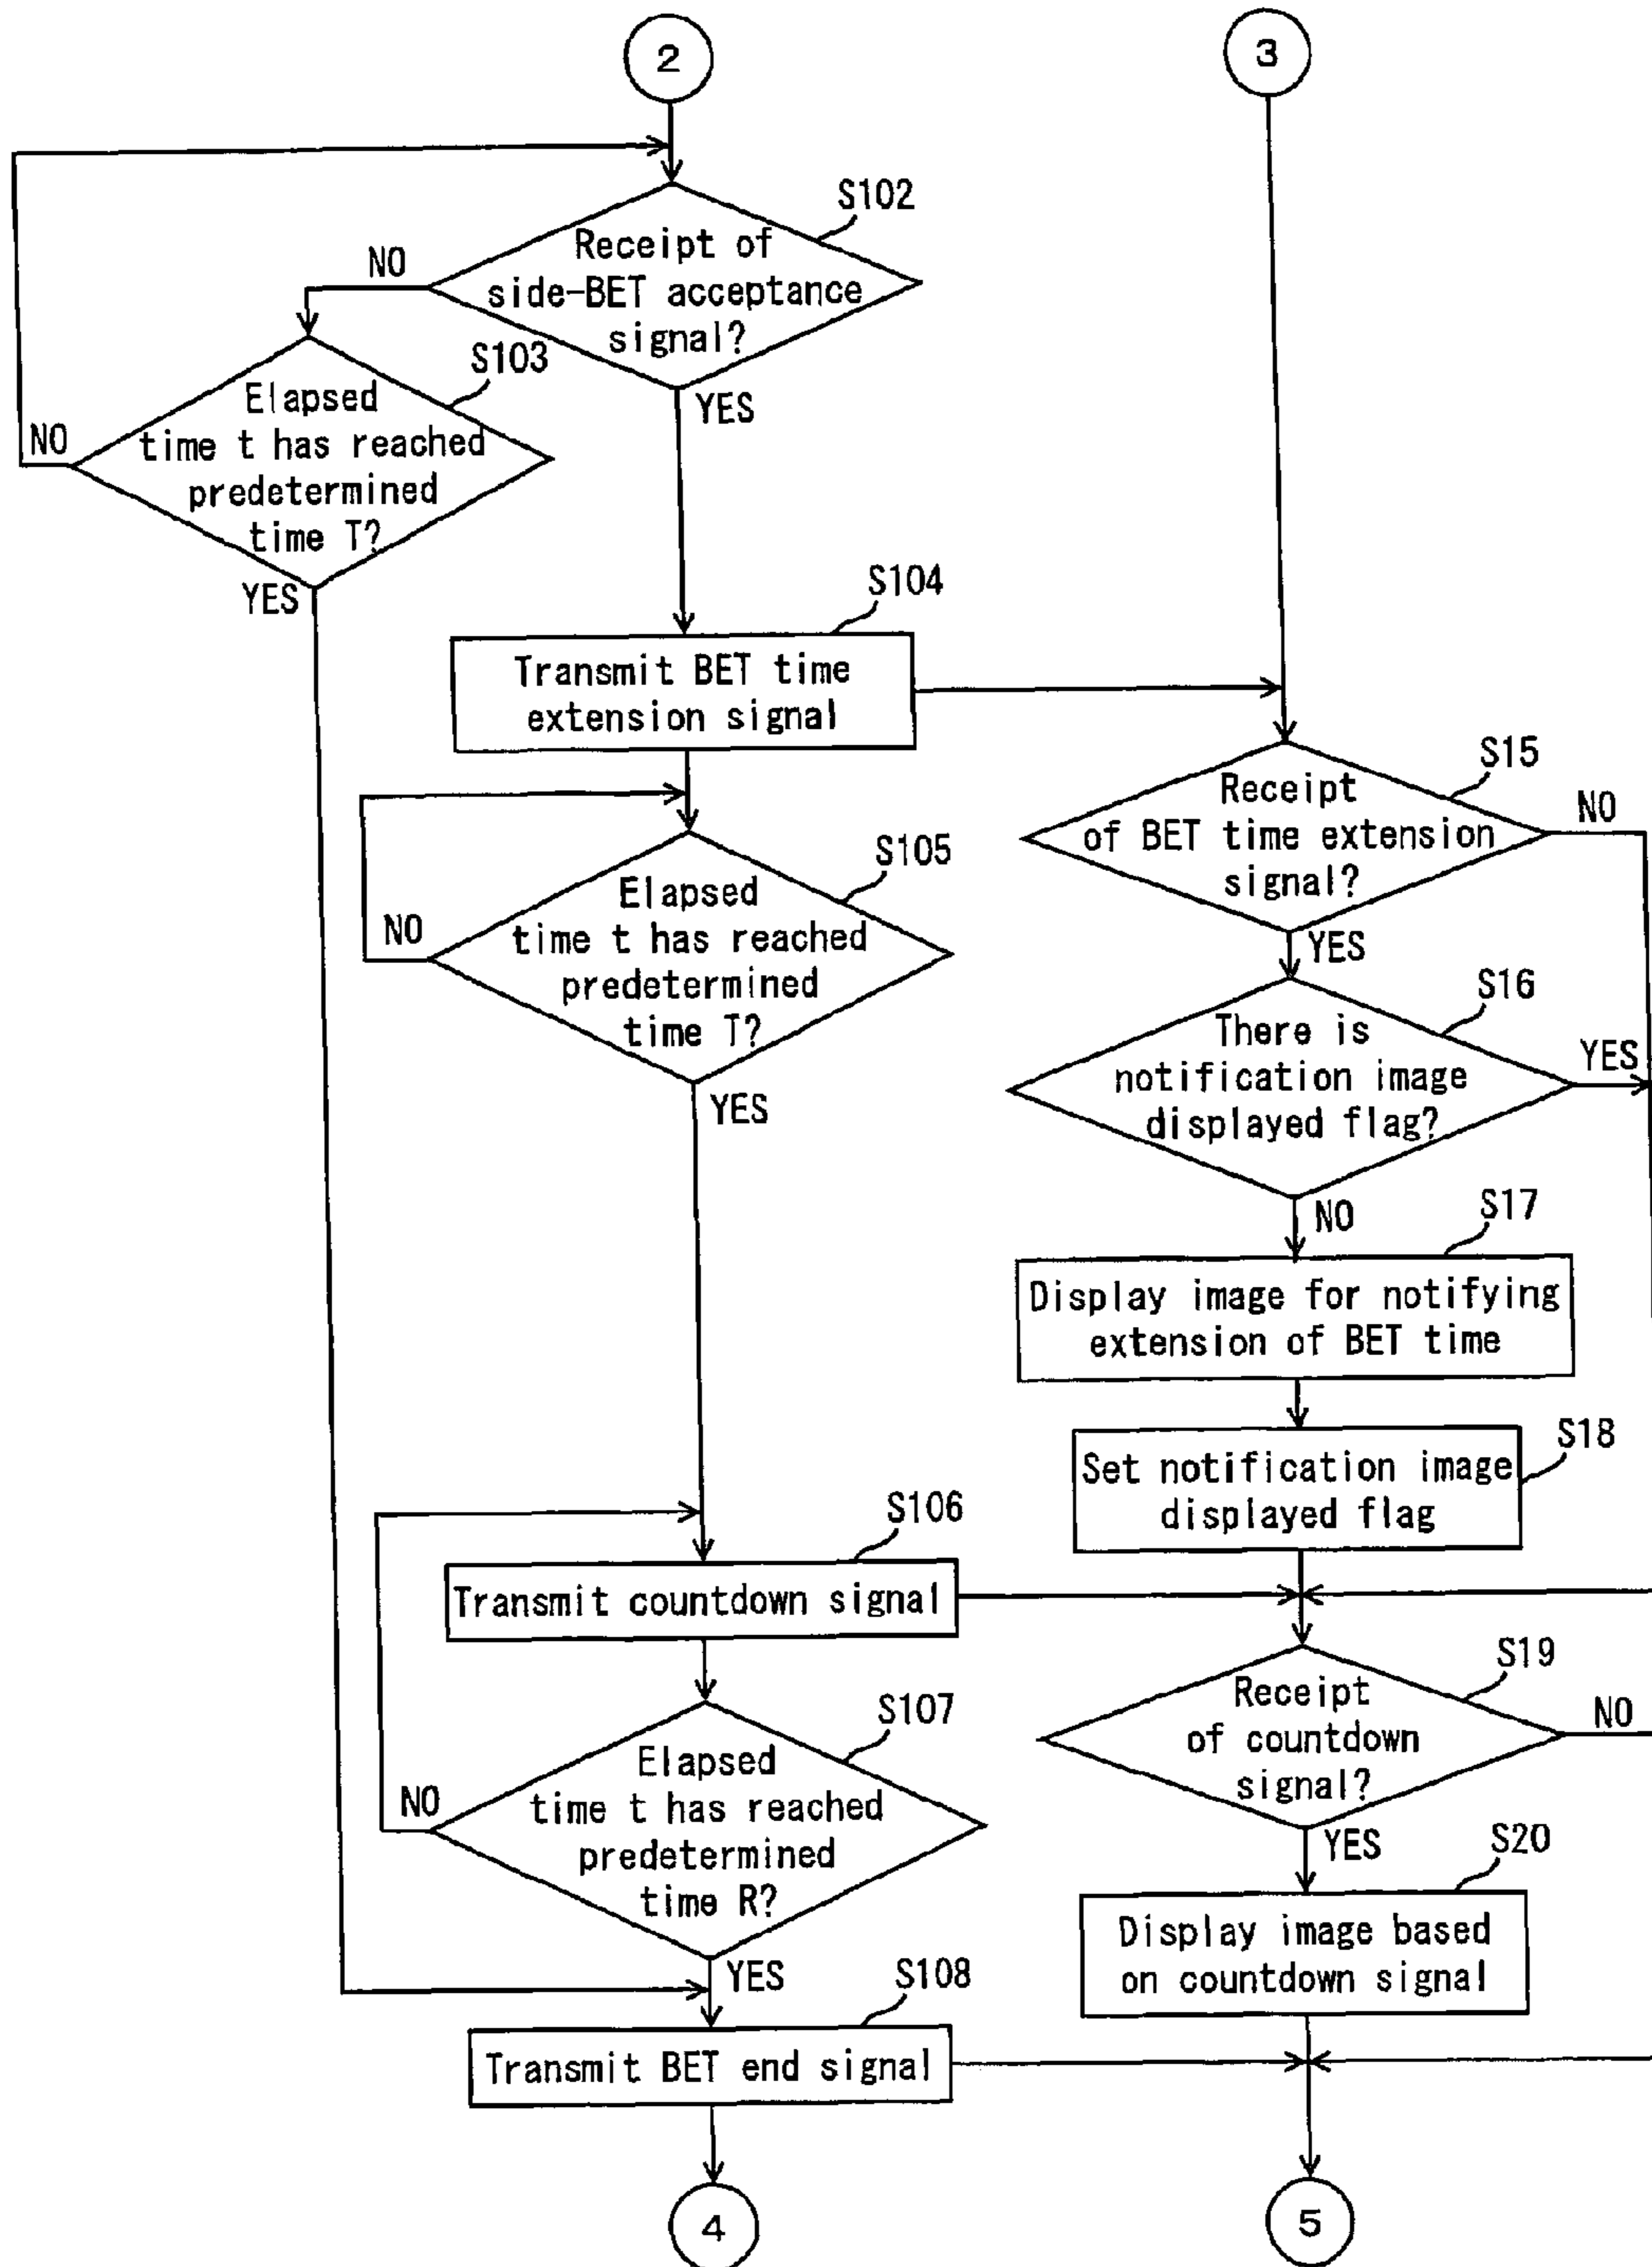 2
3
S102
Receipt of
side-BET acceptance
signal?
NO
YES
S103
Elapsed
time t has reached
predetermined
time T?
NO
YES
S104
Transmit BET time
extension signal
S105
Elapsed
time t has reached
predetermined
time T?
NO
YES
S106
Transmit countdown signal
S107
Elapsed
time t has reached
predetermined
time R?
NO
YES
S108
Transmit BET end signal
4
S15
Receipt
of BET time extension
signal?
NO
YES
S16
There is
notification image
displayed flag?
YES
NO
S17
Display image for notifying
extension of BET time
S18
Set notification image
displayed flag
S19
Receipt
of countdown
signal?
NO
YES
S20
Display image based
on countdown signal
5